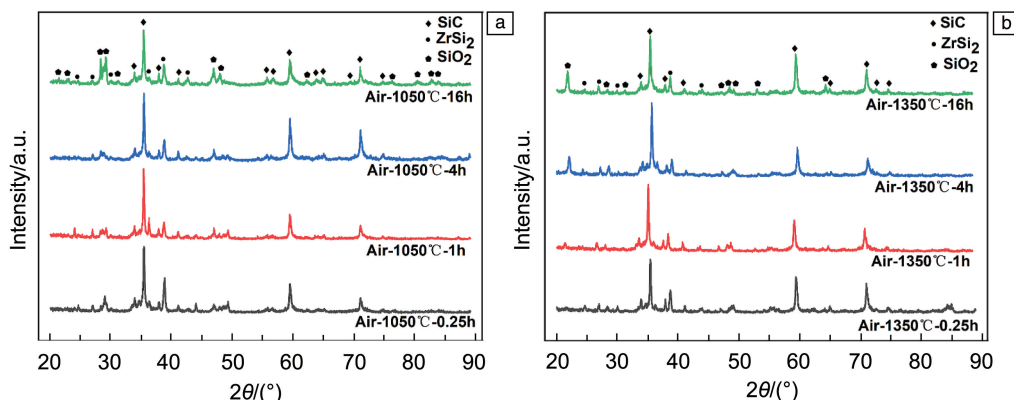 a
◆ SiC
• ZrSi2
⬟ SiO2
Air-1050℃-16h
Air-1050℃-4h
Air-1050℃-1h
Air-1050℃-0.25h
Intensity/a.u.
20 30 40 50 60 70 80 90
2θ/(°)
b
◆ SiC
• ZrSi2
⬟ SiO2
Air-1350℃-16h
Air-1350℃-4h
Air-1350℃-1h
Air-1350℃-0.25h
Intensity/a.u.
20 30 40 50 60 70 80 90
2θ/(°)